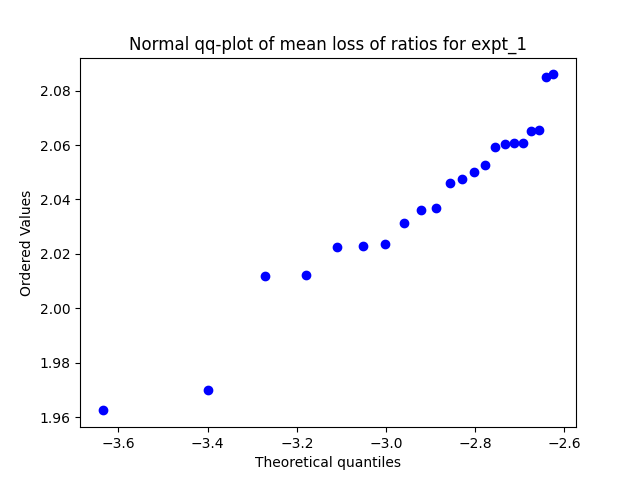 Normal qq-plot of mean loss of ratios for expt_1
2.08
2.06
2.04
2.02
2.00
1.98
1.96
Ordered Values
−3.6 −3.4 −3.2 −3.0 −2.8 −2.6
Theoretical quantiles